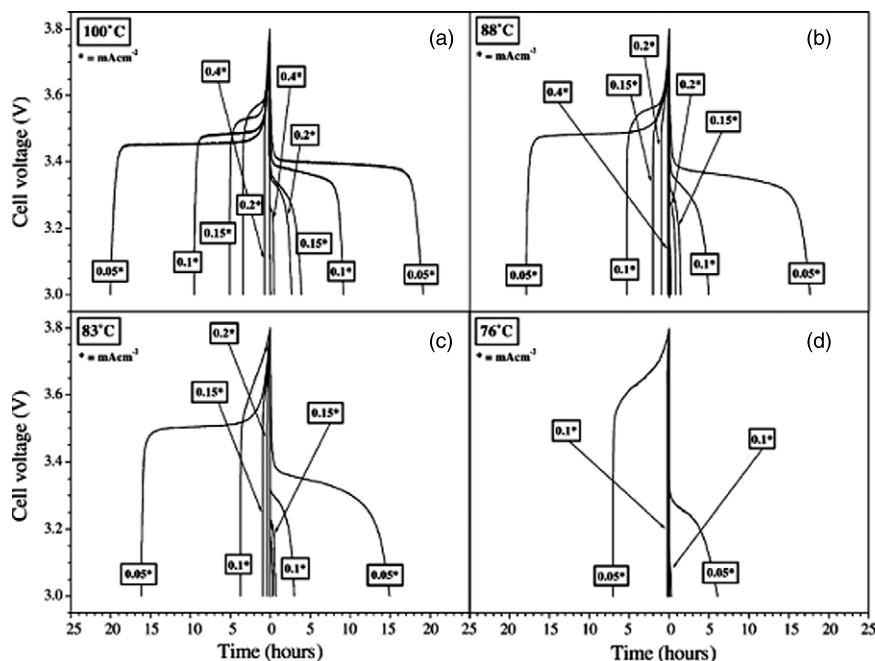 100°C
(a)
* = mAcm⁻²
0.4*
0.4*
0.2*
0.2*
0.15*
0.15*
0.05*
0.1*
0.1*
0.05*
88°C
(b)
* = mAcm⁻²
0.2*
0.15*
0.2*
0.4*
0.15*
0.05*
0.1*
0.1*
0.05*
3.8
3.6
3.4
3.2
3.0
Cell voltage (V)
83°C
(c)
* = mAcm⁻²
0.2*
0.15*
0.15*
0.05*
0.1*
0.1*
0.05*
76°C
(d)
0.1*
0.1*
0.05*
0.05*
3.8
3.6
3.4
3.2
3.0
Cell voltage (V)
25 20 15 10 5 0 5 10 15 20 25
20 15 10 5 0 5 10 15 20 25
Time (hours)
Time (hours)